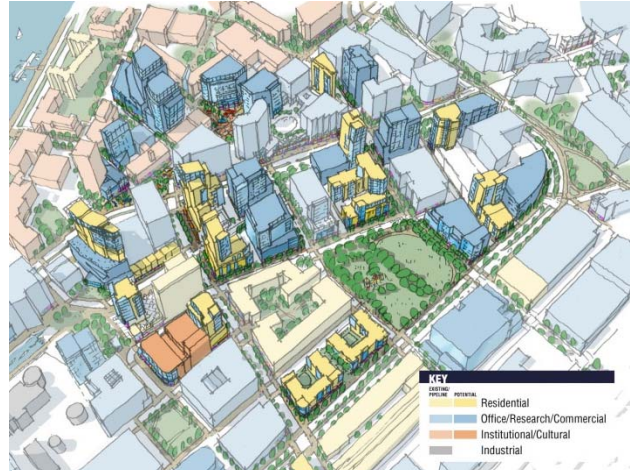 KEY
EXISTING/
PIPELINE POTENTIAL
Residential
Office/Research/Commercial
Institutional/Cultural
Industrial